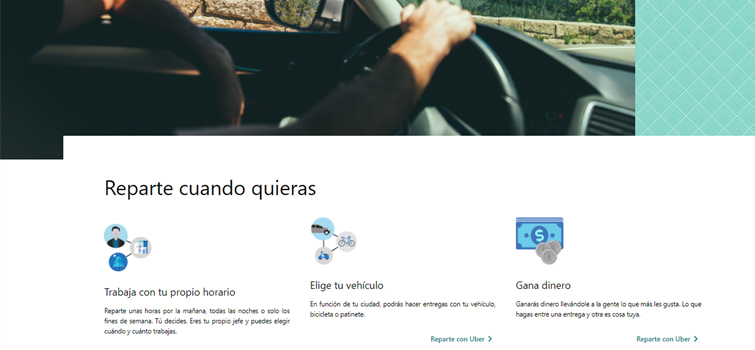 Reparte cuando quieras
Trabaja con tu propio horario
Reparte unas horas por la mañana, todas las noches o solo los
fines de semana. Tú decides. Eres tu propio jefe y puedes elegir
cuándo y cuánto trabajas.
Elige tu vehículo
En función de tu ciudad, podrás hacer entregas con tu vehículo,
bicicleta o patinete.
Reparte con Uber
Gana dinero
Ganarás dinero llevándole a la gente lo que más les gusta. Lo que
hagas entre una entrega y otra es cosa tuya.
Reparte con Uber